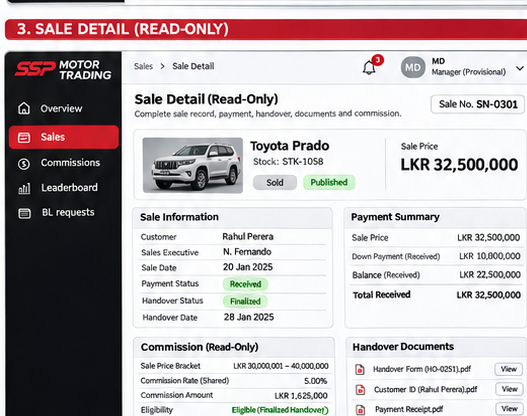 3. SALE DETAIL (READ-ONLY)
SSP MOTOR TRADING
Sales > Sale Detail
3
MD
MD
Manager (Provisional)
Overview
Sales
Commissions
Leaderboard
BL requests
Sale Detail (Read-Only)
Complete sale record, payment, handover, documents and commission.
Sale No. SN-0301
Toyota Prado
Stock: STK-1058
Sold
Published
Sale Price
LKR 32,500,000
Sale Information
Customer Rahul Perera
Sales Executive N. Fernando
Sale Date 20 Jan 2025
Payment Status Received
Handover Status Finalized
Handover Date 28 Jan 2025
Payment Summary
Sale Price LKR 32,500,000
Down Payment (Received) LKR 10,000,000
Balance (Received) LKR 22,500,000
Total Received LKR 32,500,000
Commission (Read-Only)
Sale Price Bracket LKR 30,000,001 – 40,000,000
Commission Rate (Shared) 5.00%
Commission Amount LKR 1,625,000
Eligibility Eligible (Finalized Handover)
Handover Documents
Handover Form (HO-0251).pdf View
Customer ID (Rahul Perera).pdf View
Payment Receipt.pdf View